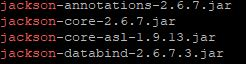 jackson-annotations-2.6.7.jar
jackson-core-2.6.7.jar
jackson-core-asl-1.9.13.jar
jackson-databind-2.6.7.3.jar